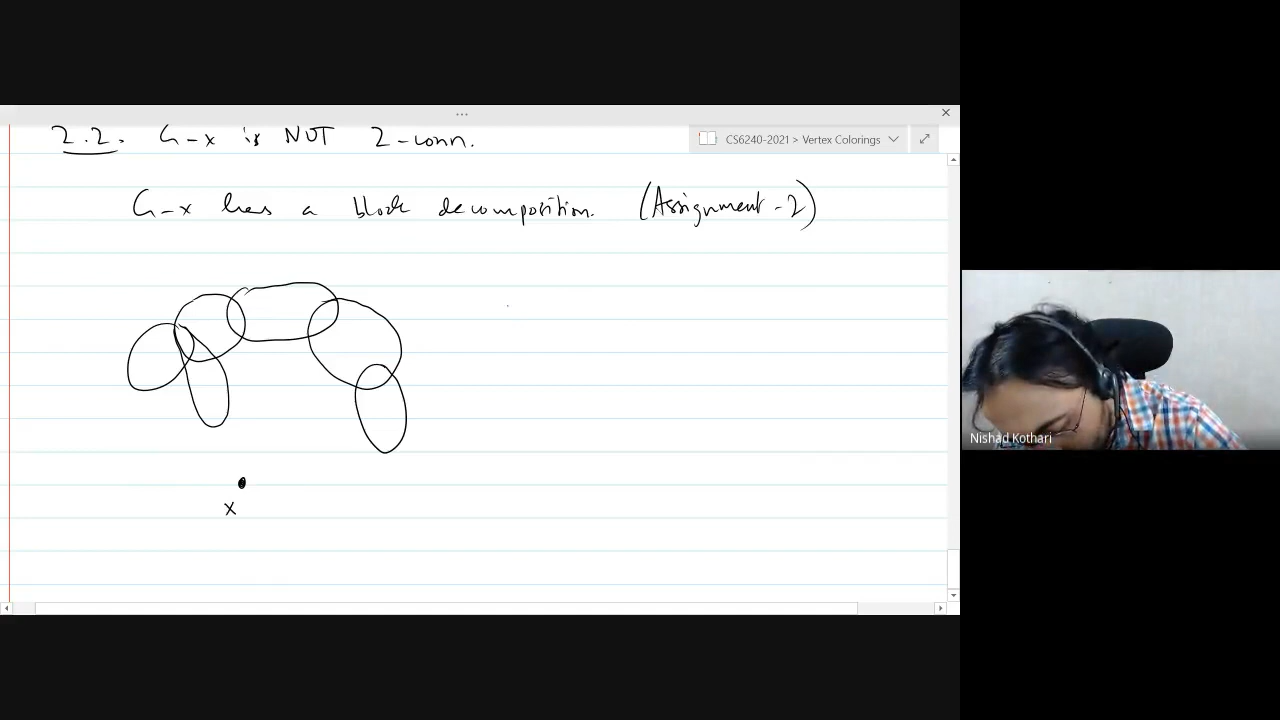 2.2. G-x is NOT 2-conn.
CS6240-2021 > Vertex Colorings
G-x has a block decomposition. (Assignment-2)
x
Nishad Kothari